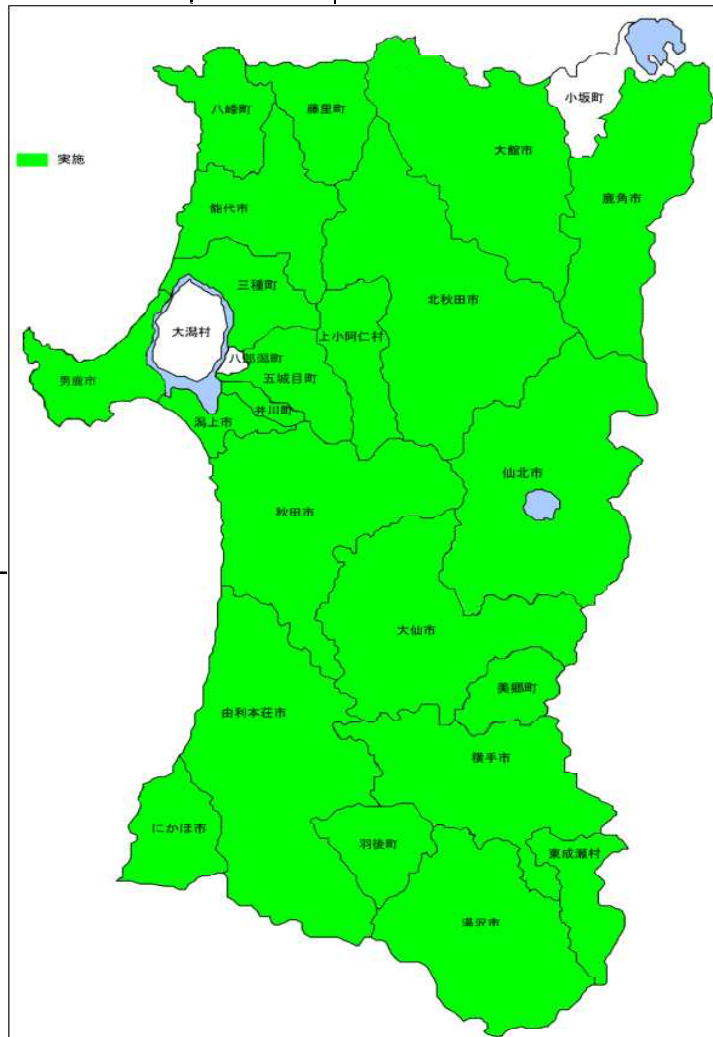 小坂町
八峰町
藤里町
大館市
実施
鹿角市
能代市
三種町
北秋田市
大潟村
上小阿仁村
八郎潟町
男鹿市
五城目町
井川町
潟上市
仙北市
秋田市
大仙市
美郷町
由利本荘市
横手市
にかほ市
羽後町
東成瀬村
湯沢市